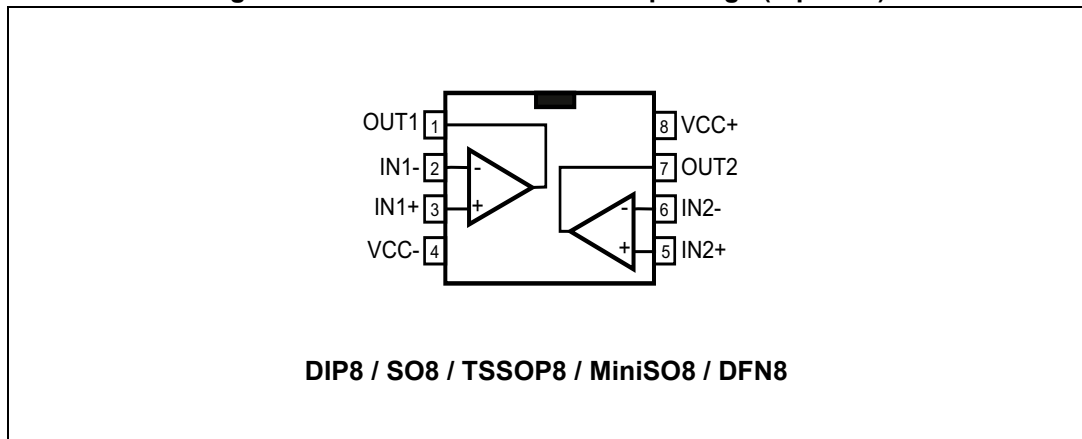 OUT1 1 8 VCC+
IN1- 2 - 7 OUT2
IN1+ 3 + - 6 IN2-
VCC- 4 + 5 IN2+
DIP8 / SO8 / TSSOP8 / MiniSO8 / DFN8